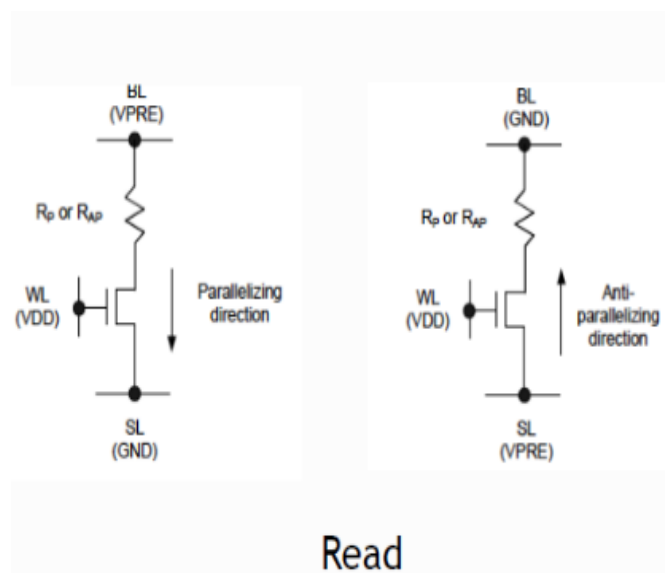 BL
(VPRE)
RP or RAP
WL
(VDD)
Parallelizing
direction
SL
(GND)
BL
(GND)
RP or RAP
WL
(VDD)
Anti-
parallelizing
direction
SL
(VPRE)
Read